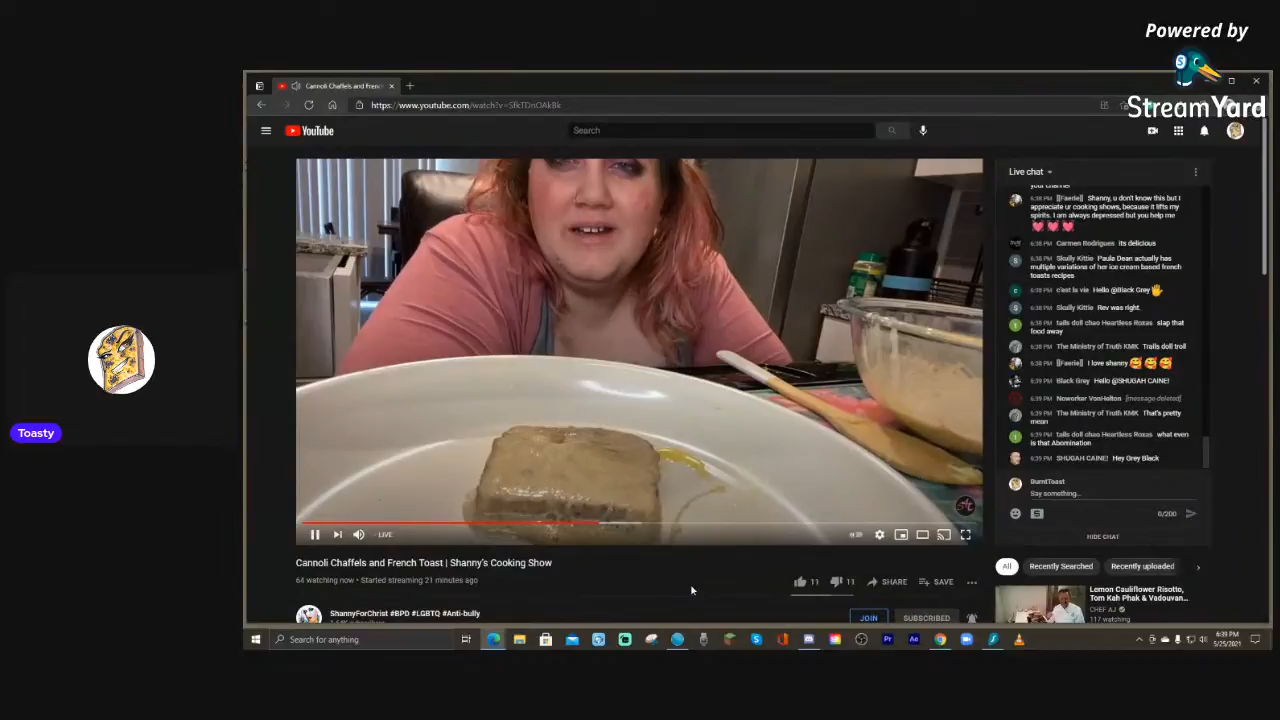 Powered by
StreamYard
Cannoli Chaffels and Frenc
https://www.youtube.com/watch?v=
YouTube
Search
Live chat
your channel
[[Faerie]] Shanny, u don't know this but I
appreciate ur cooking shows, because it lifts my
spirits. I am always depressed but you help me
6:38 PM Carmen Rodrigues its delicious
6:38 PM Skully Kittie Paula Dean actually has
multiple variations of her ice cream based french
toasts recipes
6:38 PM c'est la vie Hello @Black Grey
6:38 PM Skully Kittie Rev was right.
6:38 PM talls doll chao Heartless Roxas slap that
food away
6:38 PM The Ministry of Truth KMK Tralls doll troll
6:38 PM [[Faerie]] I love shanny
6:39 PM Black Grey Hello @SHUGAH CAINE!
6:39 PM Noworker VonHelton [message deleted]
6:39 PM The Ministry of Truth KMK That's pretty
mean
6:39 PM talls doll chao Heartless Roxas what even
is that Abomination
6:39 PM SHUGAH CAINE! Hey Grey Black
BurntToast
Say something...
0/200
HIDE CHAT
Toasty
LIVE
Cannoli Chaffels and French Toast | Shanny's Cooking Show
64 watching now • Started streaming 21 minutes ago
11
11
SHARE
SAVE
All
Recently Searched
Recently uploaded
Lemon Cauliflower Risotto,
Tom Kah Phak & Vadouvan...
CHEF AJ
117 watching
ShannyForChrist #BPD #LGBTQ #Anti-bully
JOIN
SUBSCRIBED
Search for anything
6:39 PM
5/25/2021